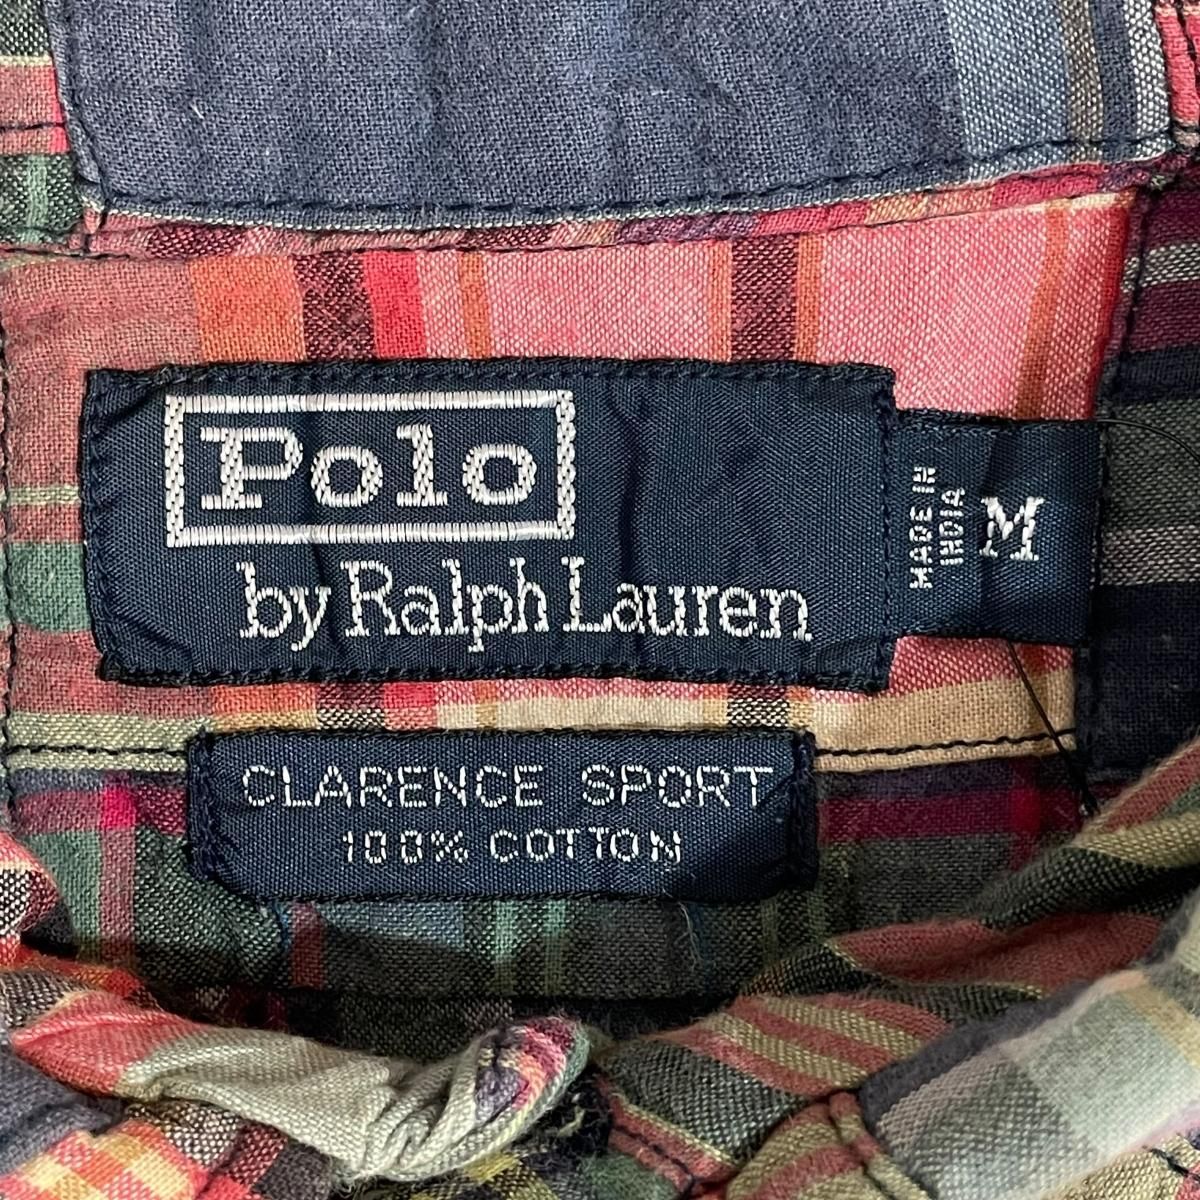 Polo
by Ralph Lauren
MADE IN
INDIA
M
CLARENCE SPORT
100% COTTON